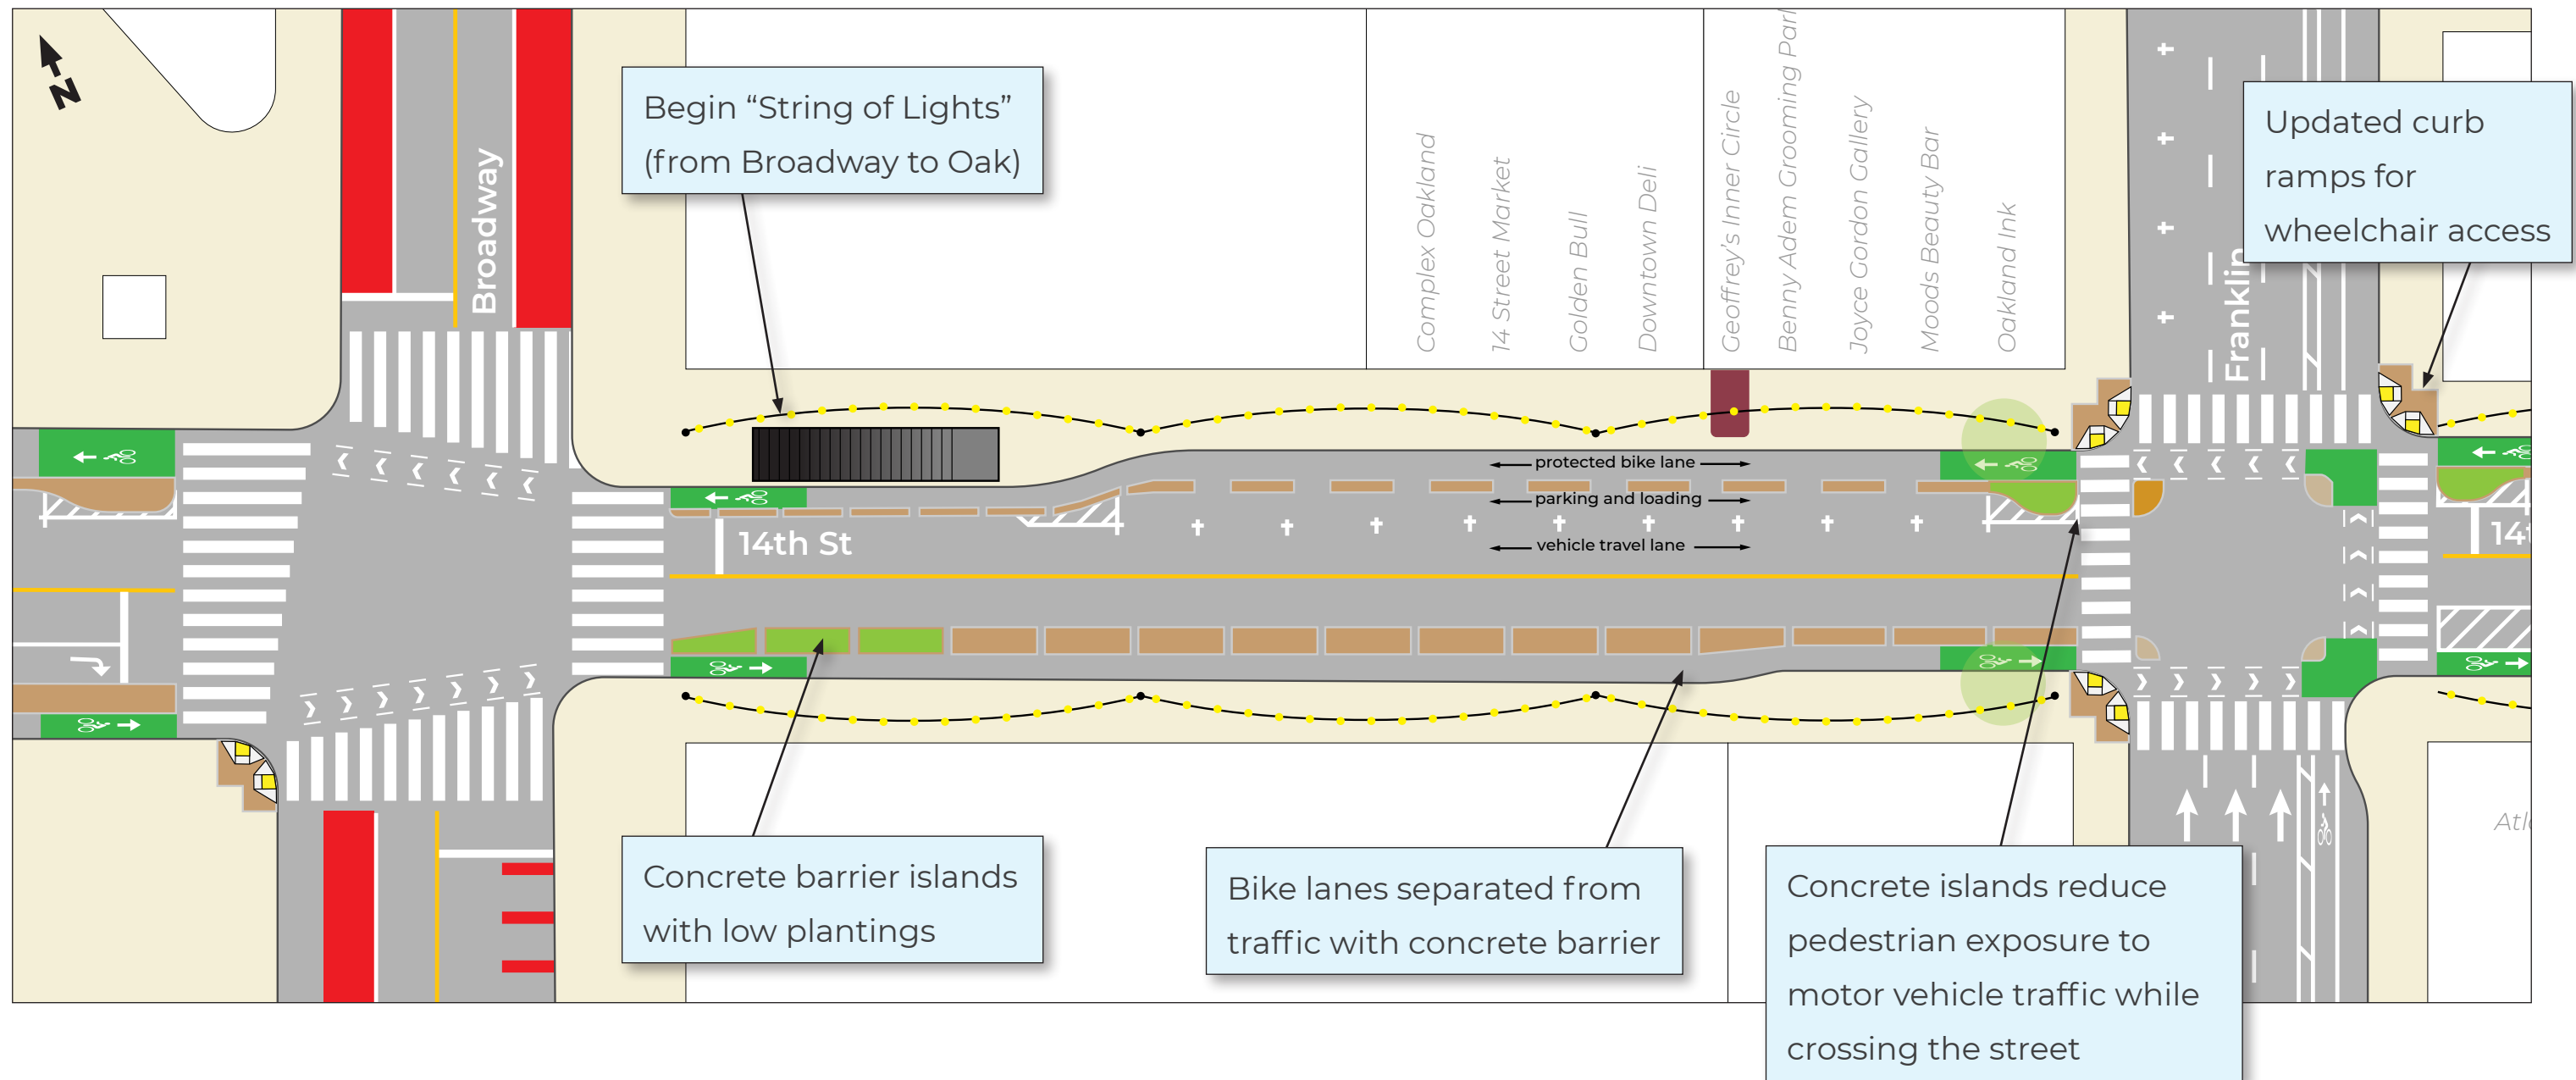 N
Broadway
Begin “String of Lights”
(from Broadway to Oak)
Complex Oakland
14 Street Market
Golden Bull
Downtown Deli
Geoffrey's Inner Circle
Benny Adem Grooming Parl
Joyce Gordon Gallery
Moods Beauty Bar
Oakland Ink
Franklin
Updated curb
ramps for
wheelchair access
protected bike lane
parking and loading
vehicle travel lane
14th St
14t
Concrete barrier islands
with low plantings
Bike lanes separated from
traffic with concrete barrier
Concrete islands reduce
pedestrian exposure to
motor vehicle traffic while
crossing the street